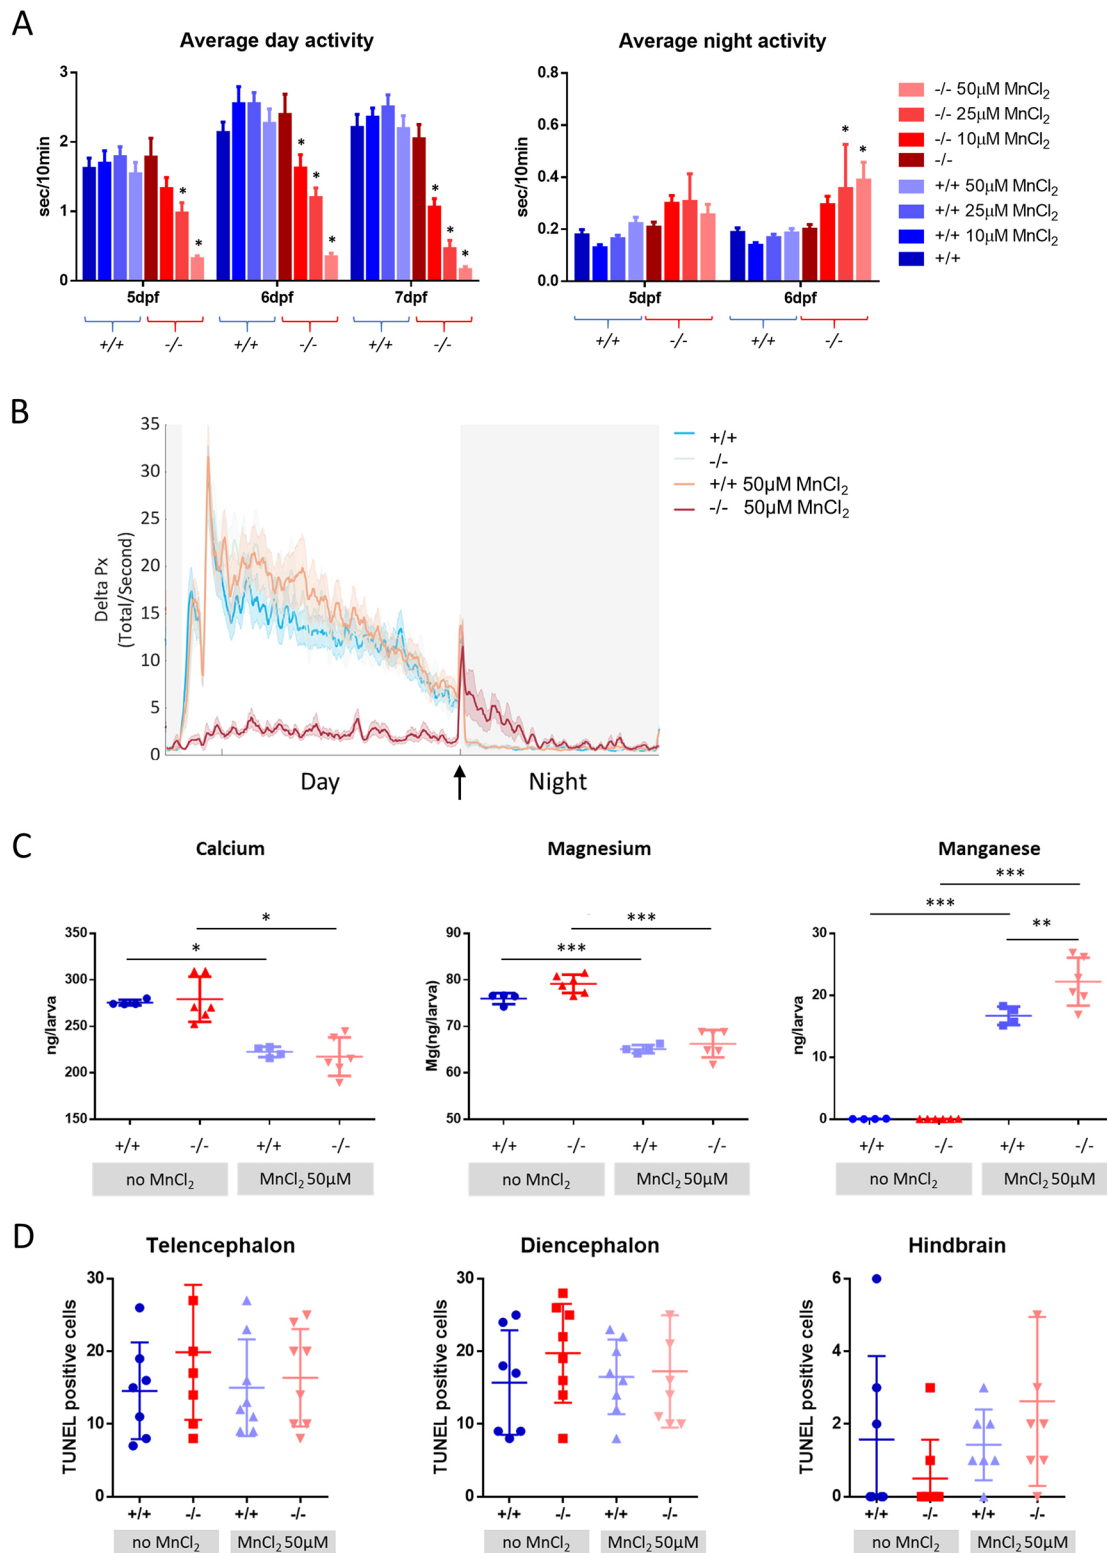 A
Average day activity
sec/10min
3
2
1
0
* * * * * * * *
5dpf 6dpf 7dpf
+/+ -/- +/+ -/- +/+ -/-
Average night activity
sec/10min
0.8
0.6
0.4
0.2
0.0
* *
5dpf 6dpf
+/+ -/- +/+ -/-
-/- 50µM MnCl2
-/- 25µM MnCl2
-/- 10µM MnCl2
-/-
+/+ 50µM MnCl2
+/+ 25µM MnCl2
+/+ 10µM MnCl2
+/+
B
Delta Px
(Total/Second)
35
30
25
20
15
10
5
0
Day Night
+/+
-/-
+/+ 50µM MnCl2
-/- 50µM MnCl2
C
Calcium
ng/larva
350
300
250
200
150
*
*
+/+ -/- +/+ -/-
no MnCl2 MnCl2 50µM
Magnesium
Mg(ng/larva)
90
80
70
60
50
***
***
+/+ -/- +/+ -/-
no MnCl2 MnCl2 50µM
Manganese
ng/larva
30
20
10
0
***
***
**
+/+ -/- +/+ -/-
no MnCl2 MnCl2 50µM
D
Telencephalon
TUNEL positive cells
30
20
10
0
+/+ -/- +/+ -/-
no MnCl2 MnCl2 50µM
Diencephalon
TUNEL positive cells
30
20
10
0
+/+ -/- +/+ -/-
no MnCl2 MnCl2 50µM
Hindbrain
TUNEL positive cells
6
4
2
0
+/+ -/- +/+ -/-
no MnCl2 MnCl2 50µM